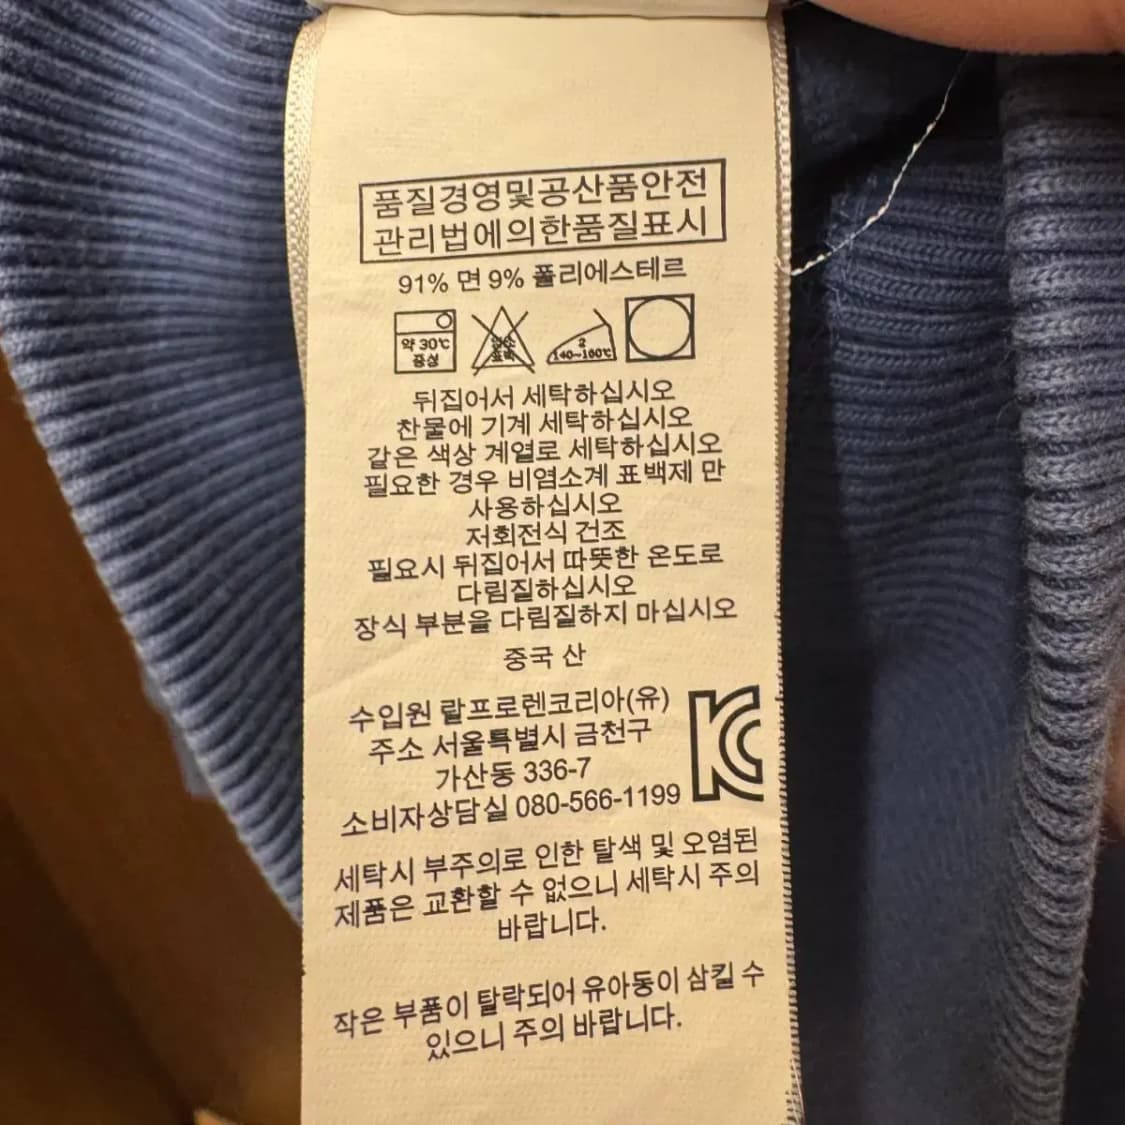 품질경영및공산품안전
관리법에의한품질표시
91% 면 9% 폴리에스테르
약 30℃
중성
염소
표백
2
140~160℃
뒤집어서 세탁하십시오
찬물에 기계 세탁하십시오
같은 색상 계열로 세탁하십시오
필요한 경우 비염소계 표백제 만
사용하십시오
저회전식 건조
필요시 뒤집어서 따뜻한 온도로
다림질하십시오
장식 부분을 다림질하지 마십시오
중국 산
수입원 랄프로렌코리아(유)
주소 서울특별시 금천구
가산동 336-7
소비자상담실 080-566-1199
세탁시 부주의로 인한 탈색 및 오염된
제품은 교환할 수 없으니 세탁시 주의
바랍니다.
작은 부품이 탈락되어 유아동이 삼킬 수
있으니 주의 바랍니다.